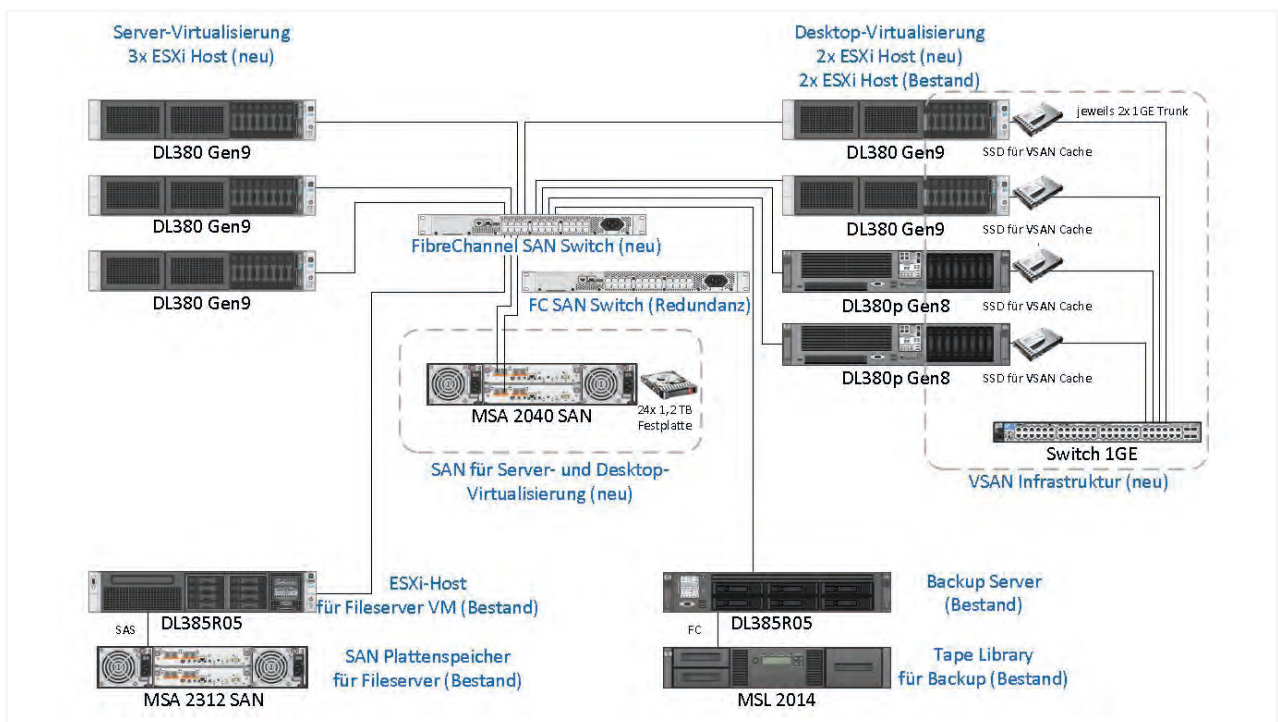 Server-Virtualisierung
3x ESXi Host (neu)
Desktop-Virtualisierung
2x ESXi Host (neu)
2x ESXi Host (Bestand)
DL380 Gen9
DL380 Gen9
DL380 Gen9
FibreChannel SAN Switch (neu)
FC SAN Switch (Redundanz)
MSA 2040 SAN
24x 1,2 TB
Festplatte
SAN für Server- und Desktop-
Virtualisierung (neu)
jeweils 2x 1GE Trunk
DL380 Gen9
SSD für VSAN Cache
DL380 Gen9
SSD für VSAN Cache
DL380p Gen8
SSD für VSAN Cache
DL380p Gen8
SSD für VSAN Cache
Switch 1GE
VSAN Infrastruktur (neu)
ESXi-Host
für Fileserver VM (Bestand)
DL385R05
SAS
SAN Plattenspeicher
für Fileserver (Bestand)
MSA 2312 SAN
Backup Server
(Bestand)
DL385R05
FC
Tape Library
für Backup (Bestand)
MSL 2014